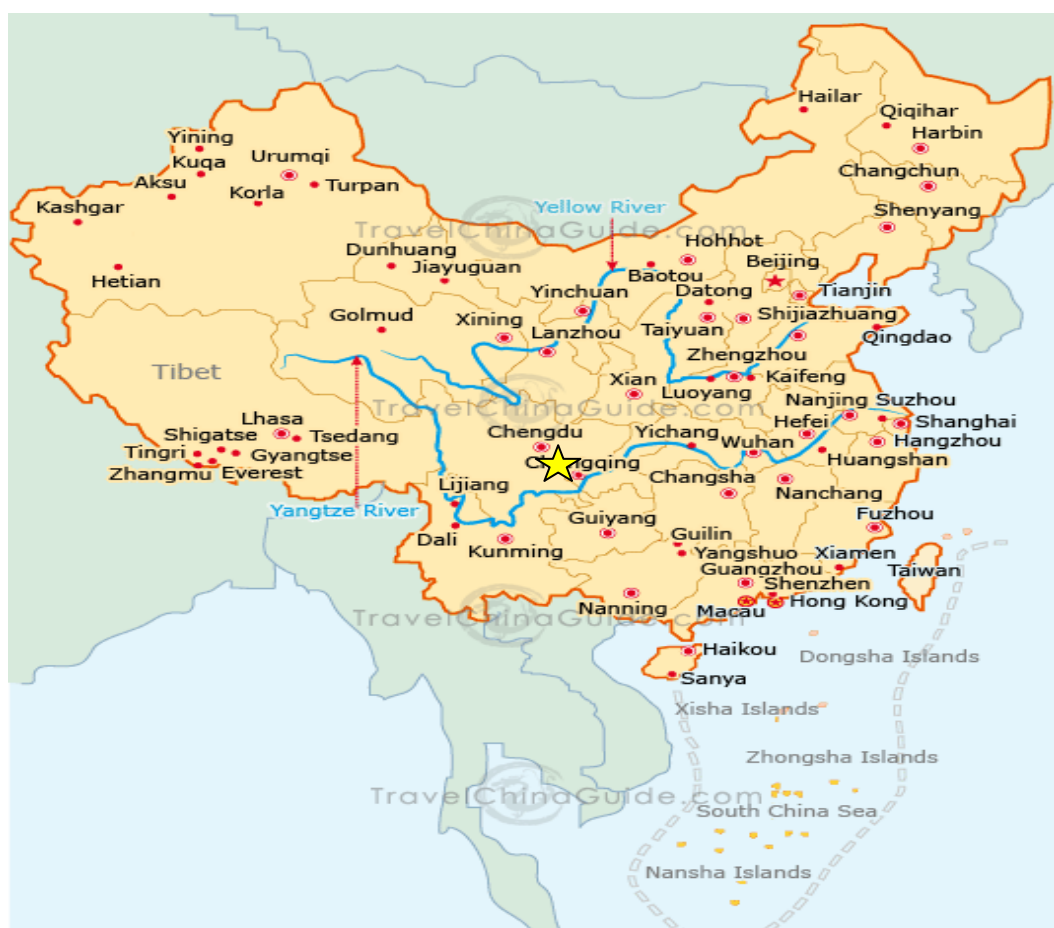 Hailar
Qiqihar
Harbin
Yining
Kuqa
Urumqi
Aksu
Korla
Turpan
Changchun
Kashgar
Shenyang
Yellow River
TravelChinaGuide.com
Hohhot
Dunhuang
Beijing
Hetian
Jiayuguan
Baotou
Yinchuan
Datong
Tianjin
Golmud
Xining
Lanzhou
Taiyuan
Shijiazhuang
Qingdao
Zhengzhou
Tibet
Xian
Luoyang
Kaifeng
TravelChinaGuide.com
Nanjing
Suzhou
Lhasa
Hefei
Shanghai
Shigatse
Tsedang
Chengdu
Yichang
Wuhan
Hangzhou
Tingri
Gyangtse
Huangshan
Zhangmu
Everest
Changsha
Lijiang
Nanchang
Yangtze River
Guiyang
Fuzhou
Dali
Kunming
Guilin
Yangshuo
Xiamen
Guangzhou
Taiwan
Shenzhen
Nanning
Macau
Hong Kong
TravelChinaGuide.com
Haikou
Dongsha Islands
Sanya
Xisha Islands
Zhongsha Islands
TravelChinaGuide.com
South China Sea
Nansha Islands